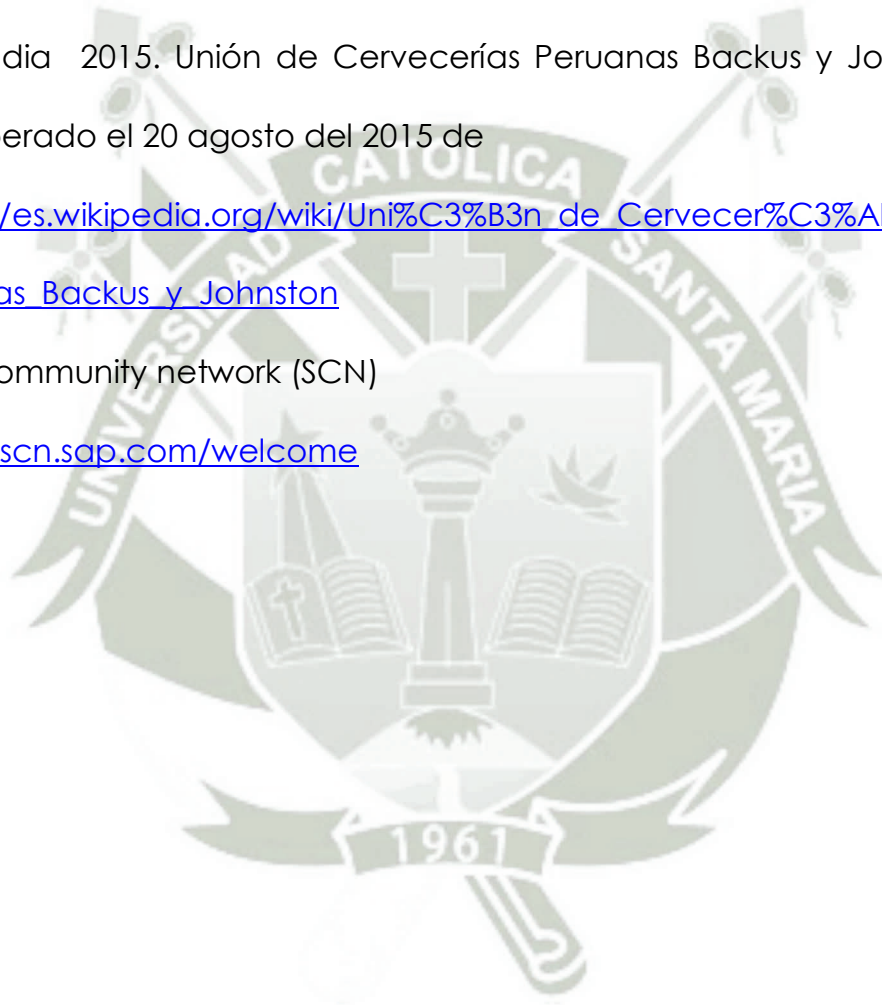 dia 2015. Unión de Cervecerías Peruanas Backus y Jo
erado el 20 agosto del 2015 de
/es.wikipedia.org/wiki/Uni%C3%B3n_de_Cervecer%C3%A
as_Backus_y_Johnston
ommunity network (SCN)
scn.sap.com/welcome
UNIVERSIDAD CATOLICA SANTA MARIA
1961